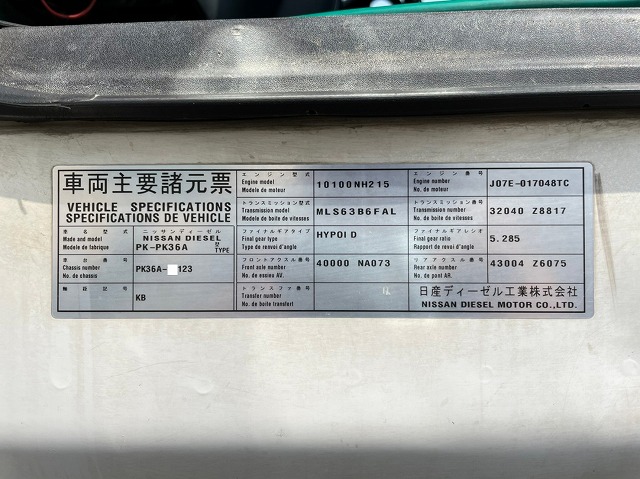 車両主要諸元票
VEHICLE SPECIFICATIONS
SPECIFICATIONS DE VEHICLE
車名型式
Made and model
Modele de fabrique
ニッサンディーゼル
NISSAN DIESEL
PK-PK36A 型 TYPE
車台番号
Chassis number
No. de chassis
PK36A- 123
輪距記号
KB
エンジン型式
Engine model
Modele de moteur
10100NH215
エンジン番号
Engine number
No. de moteur
J07E-017048TC
トランスミッション型式
Transmission model
Modele de boite de vitesses
MLS63B6FAL
トランスミッション番号
Transmission number
No. de boite de vitesses
32040 Z8817
ファイナルギアタイプ
Final gear type
Type de renvoi d'angle
HYPOID
ファイナルギアレシオ
Final gear ratio
Rapport de renvoi d'angle
5.285
フロントアクスル番号
Front axle number
No. de essieu AV.
40000 NA073
リアアクスル番号
Rear axle number
No. de pont AR.
43004 Z6075
トランスファ番号
Transfer number
No. de boite transfert
日産ディーゼル工業株式会社
NISSAN DIESEL MOTOR CO.,LTD.